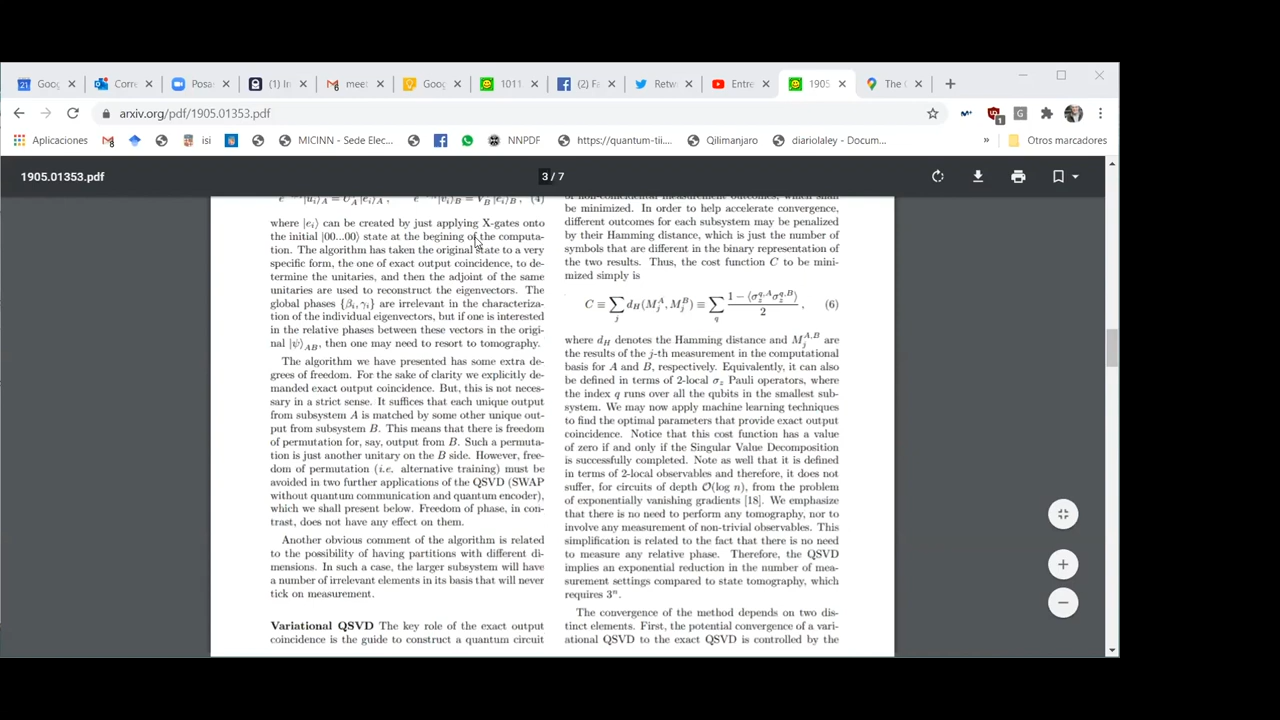 Goog
Corre
Posa
(1) In
meet
Goog
1011
(2) Fa
Retw
Entre
1905
The C
arxiv.org/pdf/1905.01353.pdf
Aplicaciones
isi
MICINN - Sede Elec...
NNPDF
https://quantum-tii....
Qilimanjaro
diariolaley - Docum...
»
Otros marcadores
1905.01353.pdf
3 / 7
where |eᵢ⟩ can be created by just applying X-gates onto
the initial |00...00⟩ state at the begining of the computa-
tion. The algorithm has taken the original state to a very
specific form, the one of exact output coincidence, to de-
termine the unitaries, and then the adjoint of the same
unitaries are used to reconstruct the eigenvectors. The
global phases {βᵢ, γᵢ} are irrelevant in the characteriza-
tion of the individual eigenvectors, but if one is interested
in the relative phases between these vectors in the origi-
nal |ψ⟩_AB, then one may need to resort to tomography.
The algorithm we have presented has some extra de-
grees of freedom. For the sake of clarity we explicitly de-
manded exact output coincidence. But, this is not neces-
sary in a strict sense. It suffices that each unique output
from subsystem A is matched by some other unique out-
put from subsystem B. This means that there is freedom
of permutation for, say, output from B. Such a permuta-
tion is just another unitary on the B side. However, free-
dom of permutation (i.e. alternative training) must be
avoided in two further applications of the QSVD (SWAP
without quantum communication and quantum encoder),
which we shall present below. Freedom of phase, in con-
trast, does not have any effect on them.
Another obvious comment of the algorithm is related
to the possibility of having partitions with different di-
mensions. In such a case, the larger subsystem will have
a number of irrelevant elements in its basis that will never
tick on measurement.
Variational QSVD The key role of the exact output
coincidence is the guide to construct a quantum circuit
of non-coincidental measurement outcomes, which shall
be minimized. In order to help accelerate convergence,
different outcomes for each subsystem may be penalized
by their Hamming distance, which is just the number of
symbols that are different in the binary representation of
the two results. Thus, the cost function C to be mini-
mized simply is
C ≡ ∑_j d_H(M_j^A, M_j^B) ≡ ∑_q (1 − ⟨σ_z^{q,A} σ_z^{q,B}⟩)/2 , (6)
where d_H denotes the Hamming distance and M_j^{A,B} are
the results of the j-th measurement in the computational
basis for A and B, respectively. Equivalently, it can also
be defined in terms of 2-local σ_z Pauli operators, where
the index q runs over all the qubits in the smallest sub-
system. We may now apply machine learning techniques
to find the optimal parameters that provide exact output
coincidence. Notice that this cost function has a value
of zero if and only if the Singular Value Decomposition
is successfully completed. Note as well that it is defined
in terms of 2-local observables and therefore, it does not
suffer, for circuits of depth O(log n), from the problem
of exponentially vanishing gradients [18]. We emphasize
that there is no need to perform any tomography, nor to
involve any measurement of non-trivial observables. This
simplification is related to the fact that there is no need
to measure any relative phase. Therefore, the QSVD
implies an exponential reduction in the number of mea-
surement settings compared to state tomography, which
requires 3ⁿ.
The convergence of the method depends on two dis-
tinct elements. First, the potential convergence of a vari-
ational QSVD to the exact QSVD is controlled by the